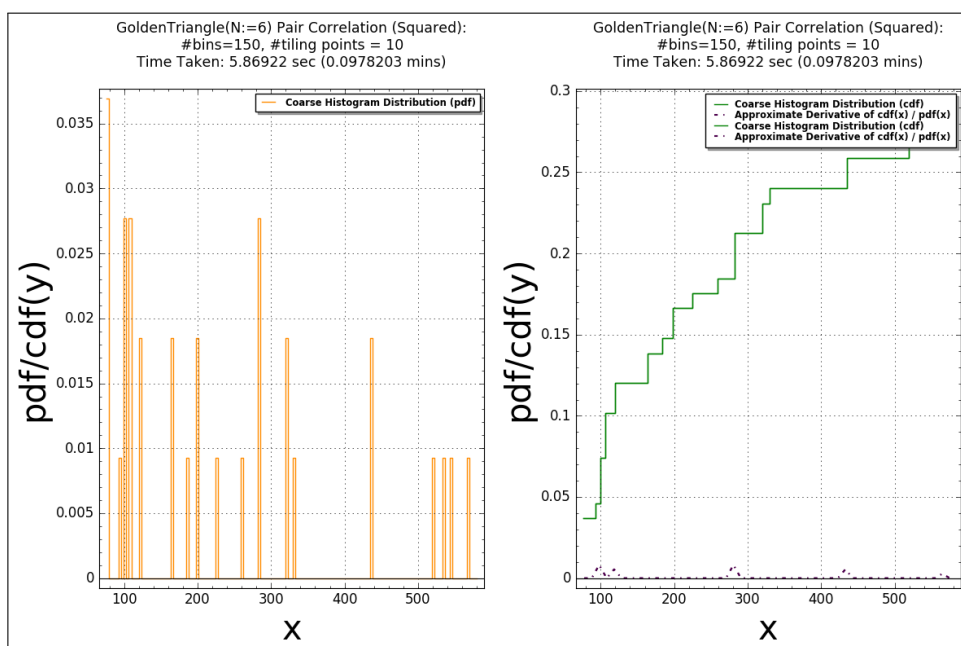 GoldenTriangle(N:=6) Pair Correlation (Squared):
#bins=150, #tiling points = 10
Time Taken: 5.86922 sec (0.0978203 mins)
Coarse Histogram Distribution (pdf)
0.035
0.03
0.025
0.02
0.015
0.01
0.005
0
100
200
300
400
500
pdf/cdf(y)
x
GoldenTriangle(N:=6) Pair Correlation (Squared):
#bins=150, #tiling points = 10
Time Taken: 5.86922 sec (0.0978203 mins)
Coarse Histogram Distribution (cdf)
Approximate Derivative of cdf(x) / pdf(x)
Coarse Histogram Distribution (cdf)
Approximate Derivative of cdf(x) / pdf(x)
0.3
0.25
0.2
0.15
0.1
0.05
0
100
200
300
400
500
pdf/cdf(y)
x